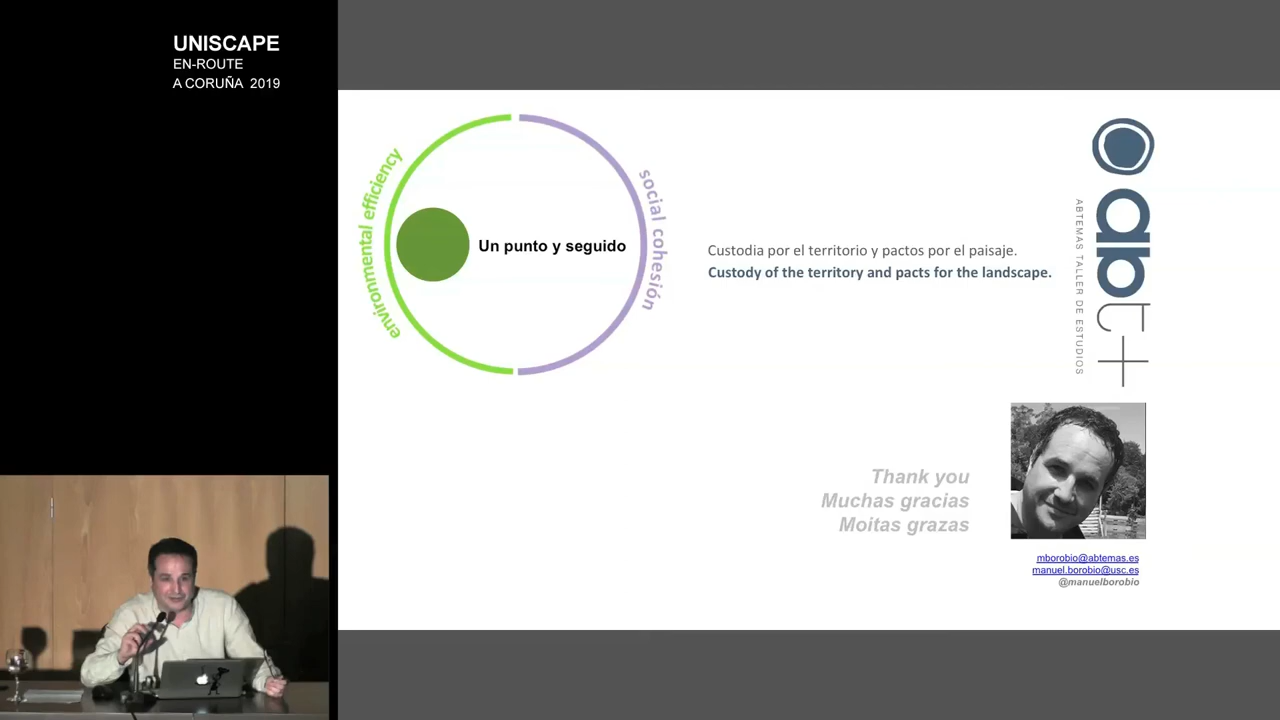 UNISCAPE
EN-ROUTE
A CORUÑA 2019
environmental efficiency
social cohesión
Un punto y seguido
Custodia por el territorio y pactos por el paisaje.
Custody of the territory and pacts for the landscape.
abt+
ABTEMAS TALLER DE ESTUDIOS
Thank you
Muchas gracias
Moitas grazas
mborobio@abtemas.es
manuel.borobio@usc.es
@manuelborobio